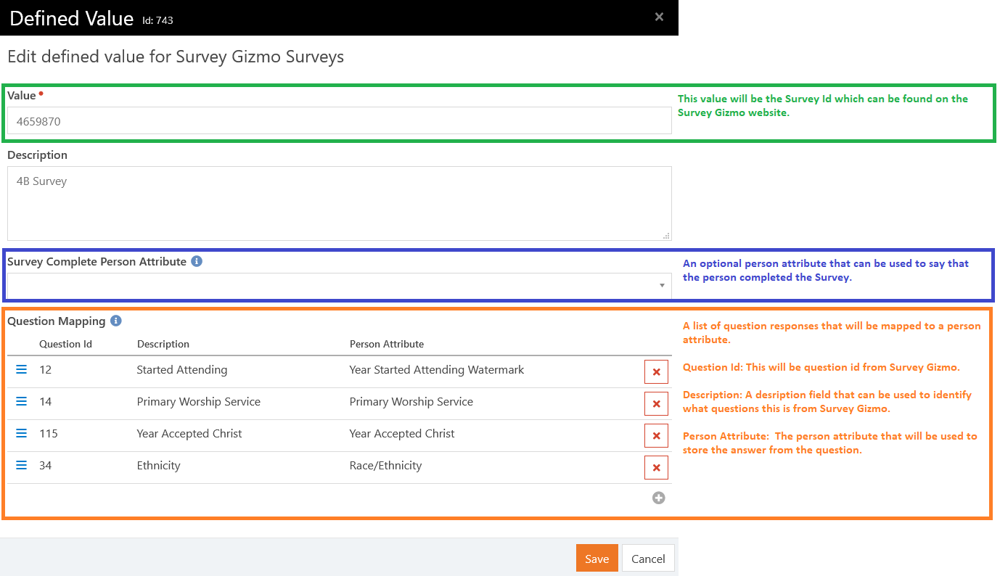 Defined Value Id: 743
Edit defined value for Survey Gizmo Surveys
Value
4659870
This value will be the Survey Id which can be found on the
Survey Gizmo website.
Description
4B Survey
Survey Complete Person Attribute
An optional person attribute that can be used to say that
the person completed the Survey.
Question Mapping
Question Id Description Person Attribute
12 Started Attending Year Started Attending Watermark
14 Primary Worship Service Primary Worship Service
115 Year Accepted Christ Year Accepted Christ
34 Ethnicity Race/Ethnicity
A list of question responses that will be mapped to a person
attribute.
Question Id: This will be question id from Survey Gizmo.
Description: A desription field that can be used to identify
what questions this is from Survey Gizmo.
Person Attribute:  The person attribute that will be used to
store the answer from the question.
Save Cancel